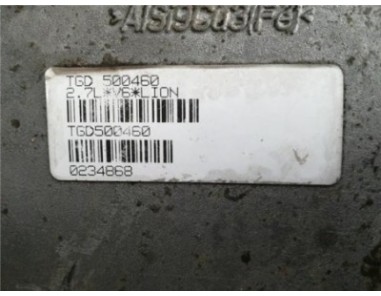 >AlSi9Cu3(Fe)<
TGD 500460
2.7L*V6*LION
TGD500460
0234868